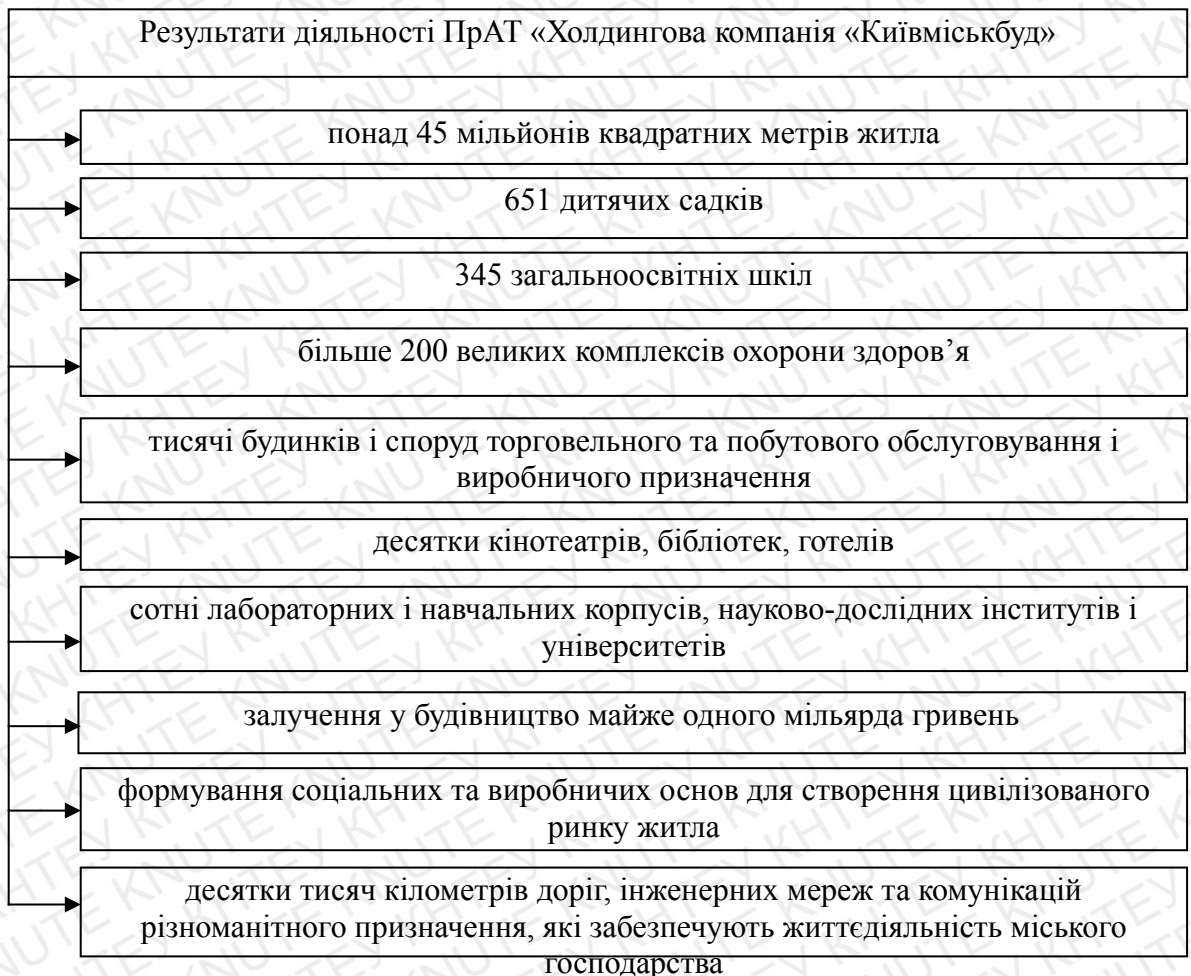 Результати діяльності ПрАТ «Холдингова компанія «Київміськбуд»
понад 45 мільйонів квадратних метрів житла
651 дитячих садків
345 загальноосвітніх шкіл
більше 200 великих комплексів охорони здоров’я
тисячі будинків і споруд торговельного та побутового обслуговування і
виробничого призначення
десятки кінотеатрів, бібліотек, готелів
сотні лабораторних і навчальних корпусів, науково-дослідних інститутів і
університетів
залучення у будівництво майже одного мільярда гривень
формування соціальних та виробничих основ для створення цивілізованого
ринку житла
десятки тисяч кілометрів доріг, інженерних мереж та комунікацій
різноманітного призначення, які забезпечують життєдіяльність міського
господарства